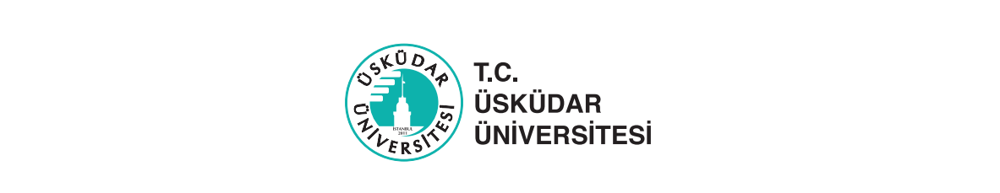 ÜSKÜDAR
ÜNİVERSİTESİ
İSTANBUL
2011
T.C.
ÜSKÜDAR
ÜNİVERSİTESİ